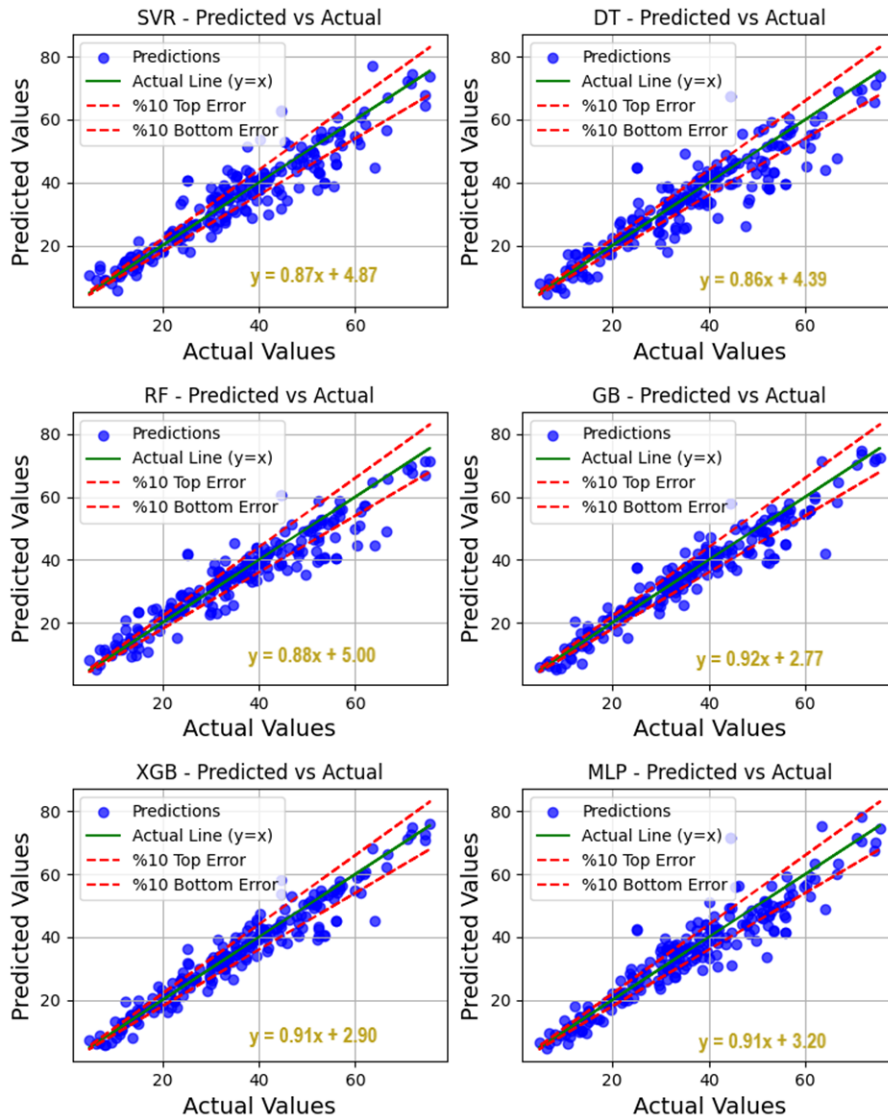 SVR - Predicted vs Actual
Predictions
Actual Line (y=x)
%10 Top Error
%10 Bottom Error
80
60
40
20
Predicted Values
y = 0.87x + 4.87
20 40 60
Actual Values
DT - Predicted vs Actual
Predictions
Actual Line (y=x)
%10 Top Error
%10 Bottom Error
80
60
40
20
Predicted Values
y = 0.86x + 4.39
20 40 60
Actual Values
RF - Predicted vs Actual
Predictions
Actual Line (y=x)
%10 Top Error
%10 Bottom Error
80
60
40
20
Predicted Values
y = 0.88x + 5.00
20 40 60
Actual Values
GB - Predicted vs Actual
Predictions
Actual Line (y=x)
%10 Top Error
%10 Bottom Error
80
60
40
20
Predicted Values
y = 0.92x + 2.77
20 40 60
Actual Values
XGB - Predicted vs Actual
Predictions
Actual Line (y=x)
%10 Top Error
%10 Bottom Error
80
60
40
20
Predicted Values
y = 0.91x + 2.90
20 40 60
Actual Values
MLP - Predicted vs Actual
Predictions
Actual Line (y=x)
%10 Top Error
%10 Bottom Error
80
60
40
20
Predicted Values
y = 0.91x + 3.20
20 40 60
Actual Values